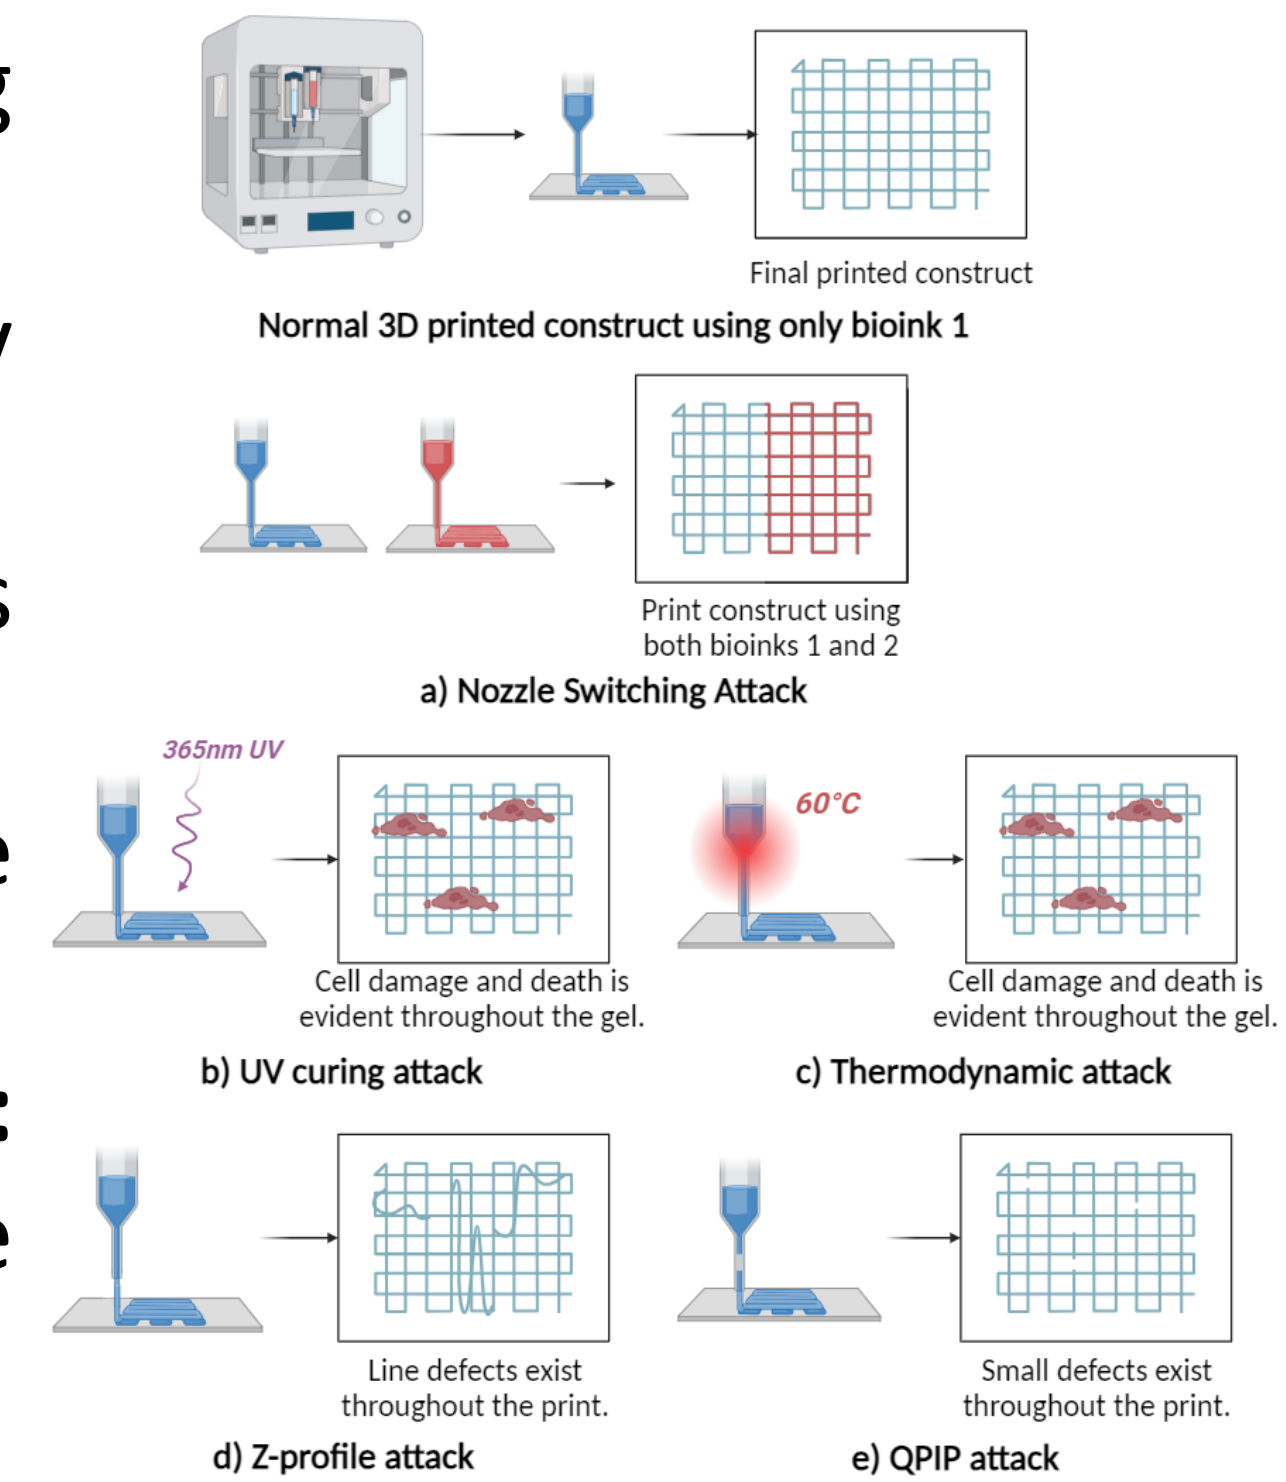 g
Final printed construct
Normal 3D printed construct using only bioink 1
y
Print construct using
both bioinks 1 and 2
s
a) Nozzle Switching Attack
365nm UV
60°C
e
Cell damage and death is
evident throughout the gel.
Cell damage and death is
evident throughout the gel.
b) UV curing attack
c) Thermodynamic attack
:
e
Line defects exist
throughout the print.
Small defects exist
throughout the print.
d) Z-profile attack
e) QPIP attack